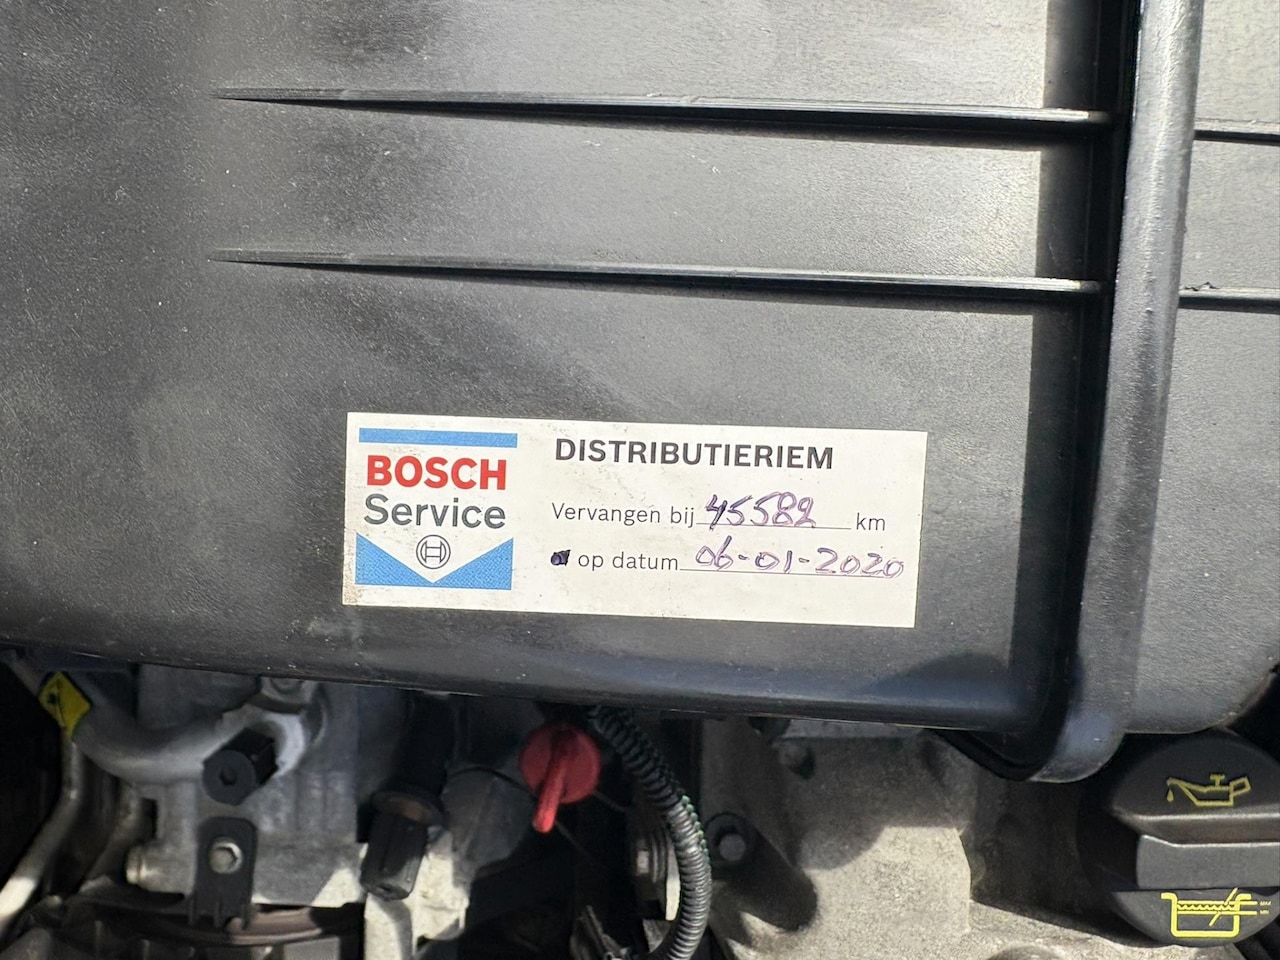 BOSCH
Service
DISTRIBUTIERIEM
Vervangen bij 45582 km
op datum 06-01-2020